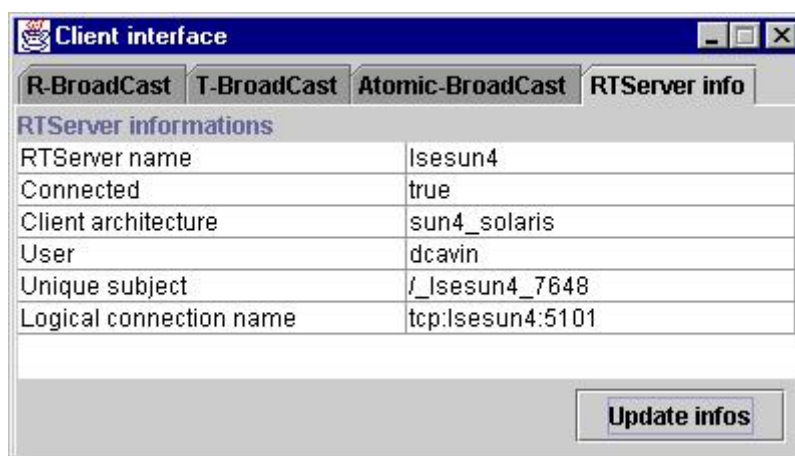 Client interface
R-BroadCast T-BroadCast Atomic-BroadCast RTServer info
RTServer informations
RTServer name lsesun4
Connected true
Client architecture sun4_solaris
User dcavin
Unique subject /_lsesun4_7648
Logical connection name tcp:lsesun4:5101
Update infos